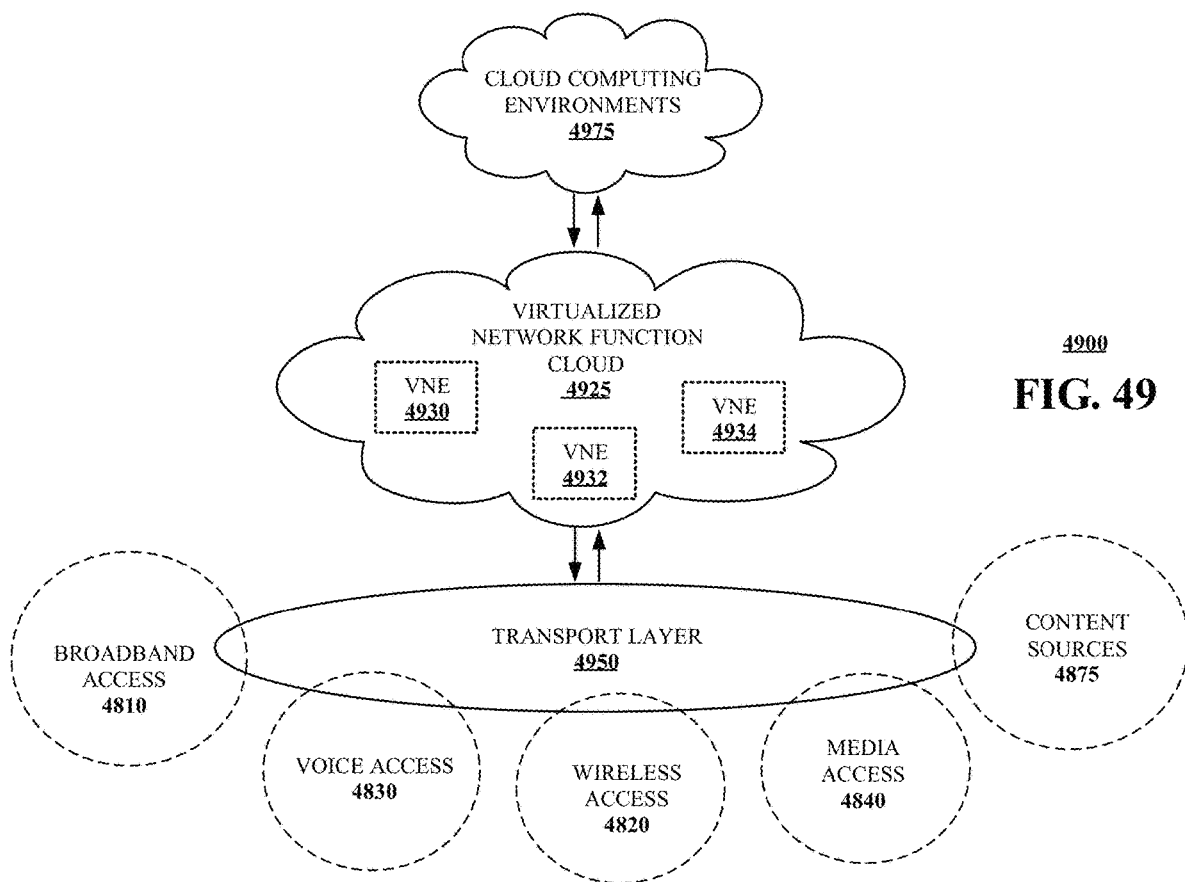 CLOUD COMPUTING
ENVIRONMENTS
4975
VIRTUALIZED
NETWORK FUNCTION
CLOUD
4925
VNE
4930
VNE
4932
VNE
4934
4900
FIG. 49
TRANSPORT LAYER
4950
BROADBAND
ACCESS
4810
VOICE ACCESS
4830
WIRELESS
ACCESS
4820
MEDIA
ACCESS
4840
CONTENT
SOURCES
4875